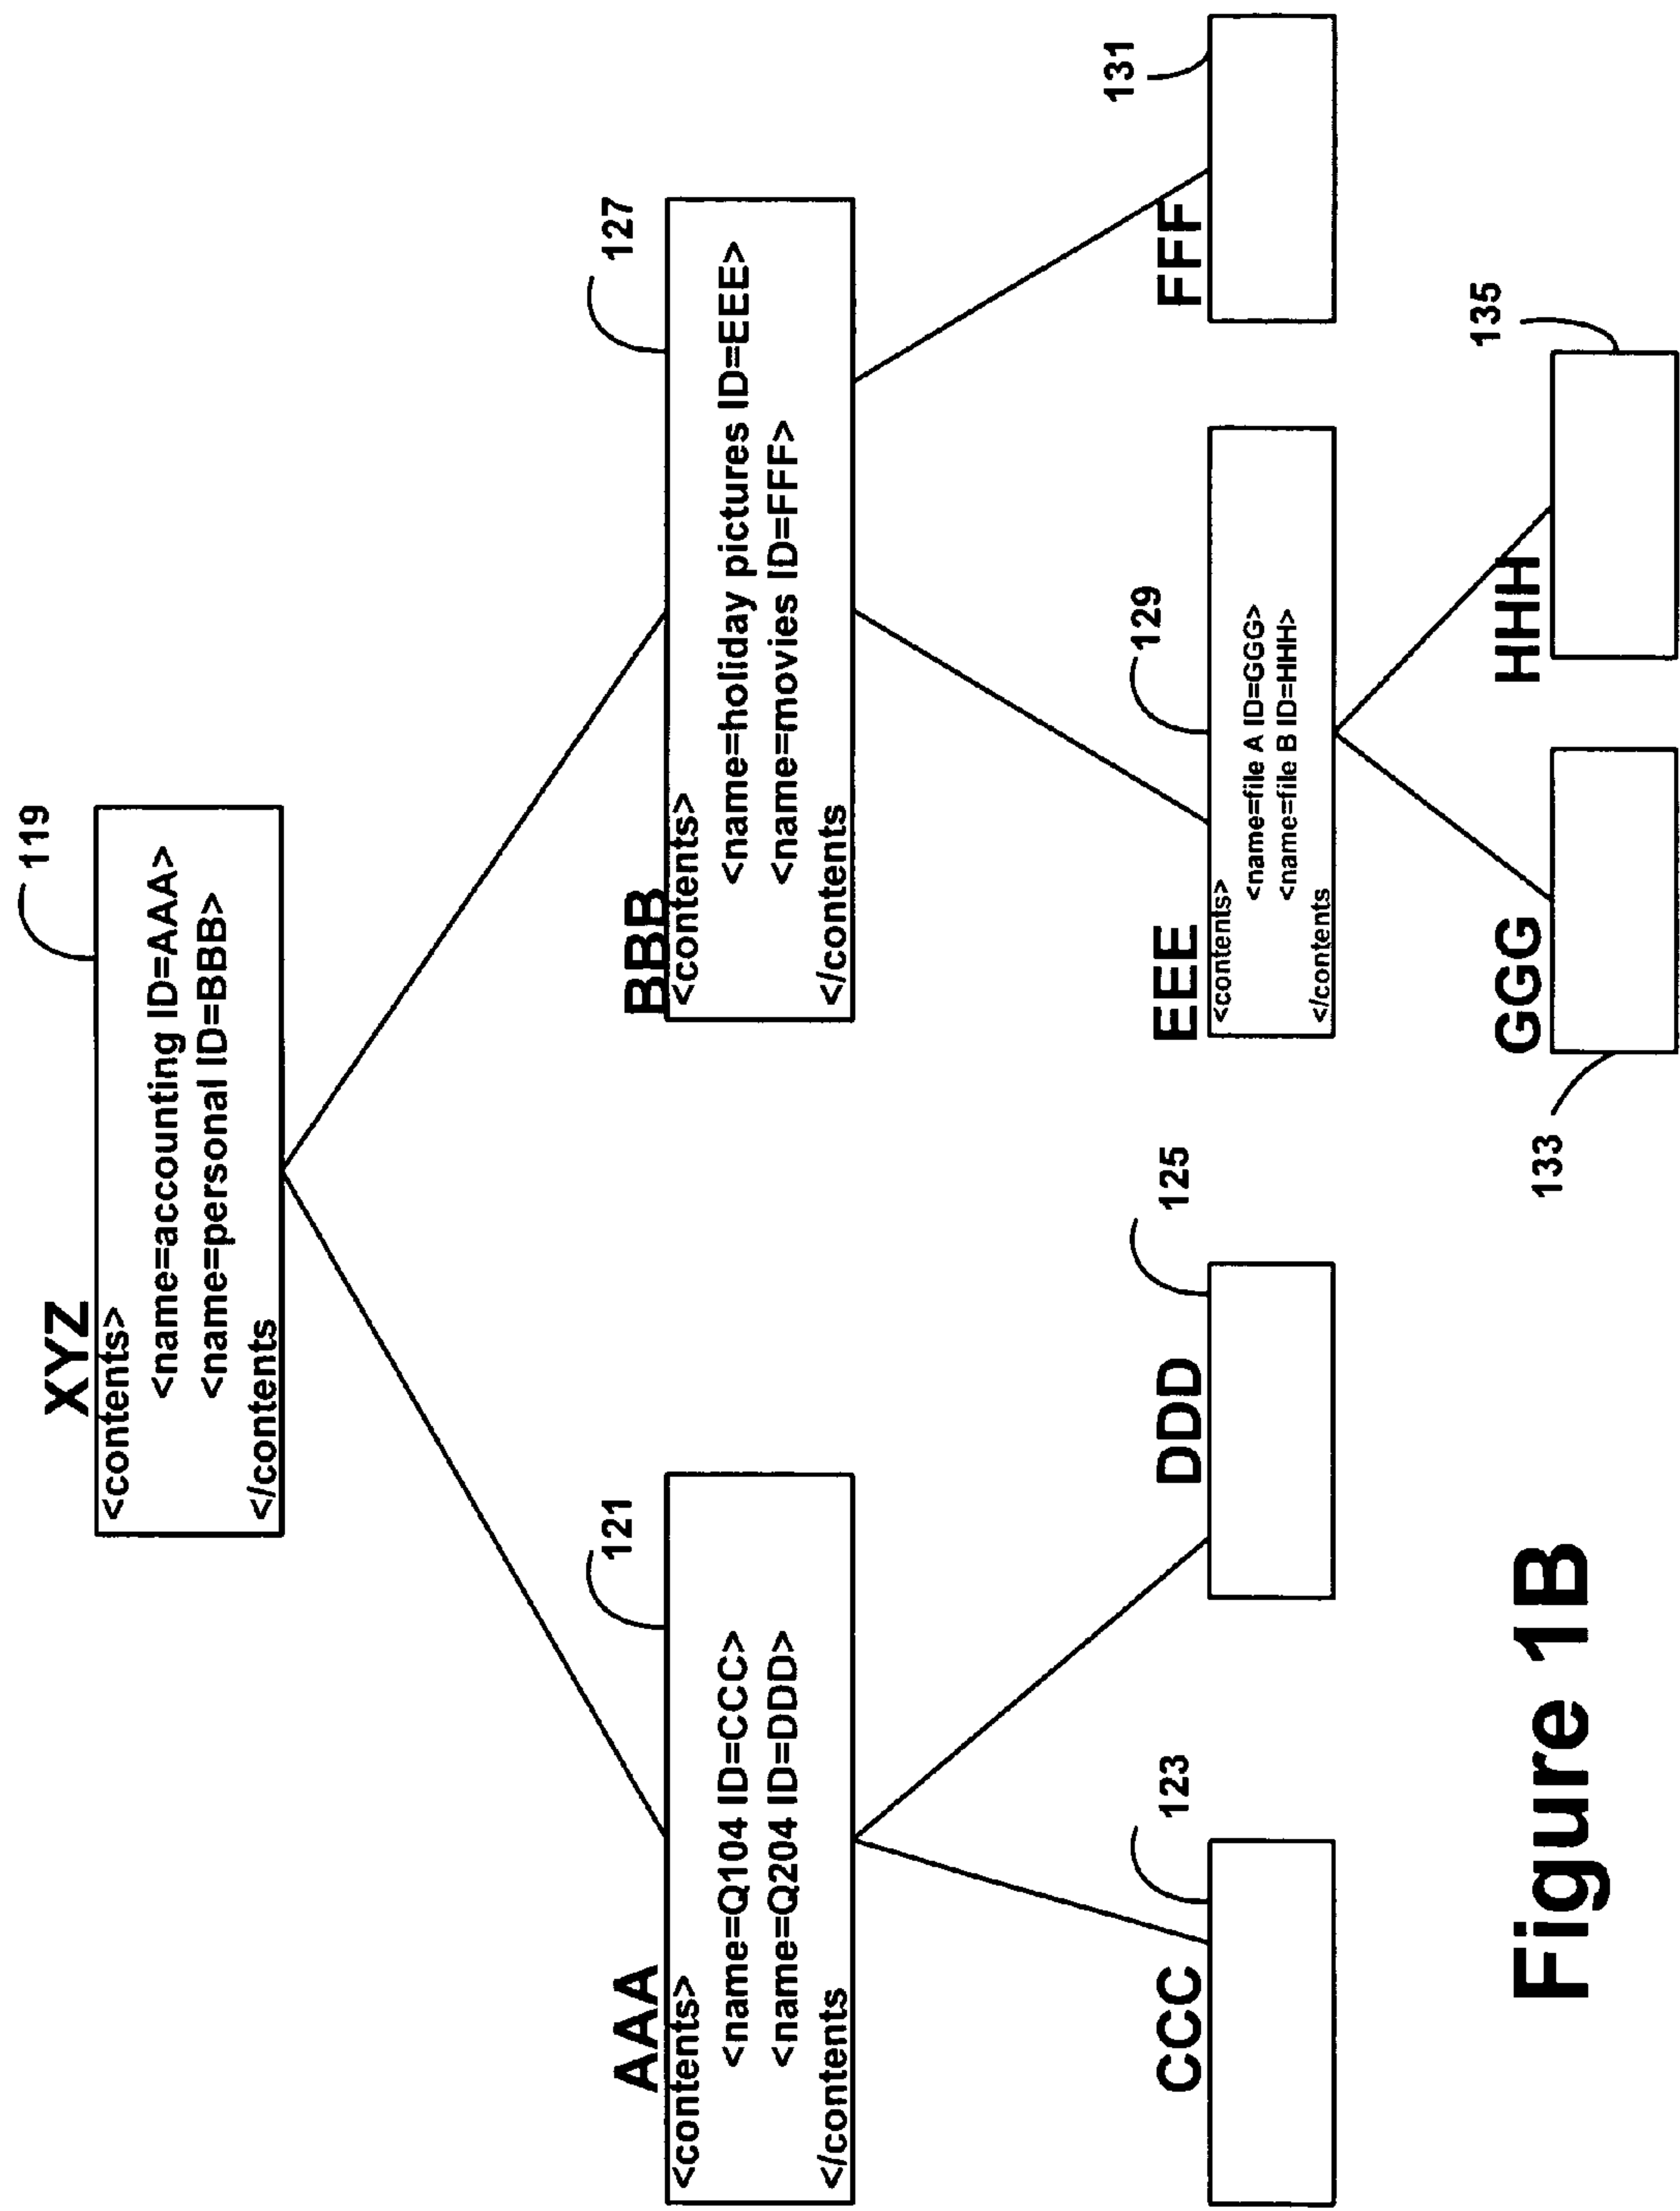 119
XYZ
<contents>
<name=accounting ID=AAA>
<name=personal ID=BBB>
</contents
121
AAA
<contents>
<name=Q104 ID=CCC>
<name=Q204 ID=DDD>
</contents
127
BBB
<contents>
<name=holiday pictures ID=EEE>
<name=movies ID=FFF>
</contents
123
CCC
125
DDD
129
EEE
<contents>
<name=file A ID=GGG>
<name=file B ID=HHH>
</contents
131
FFF
133
GGG
135
HHH
Figure 1B